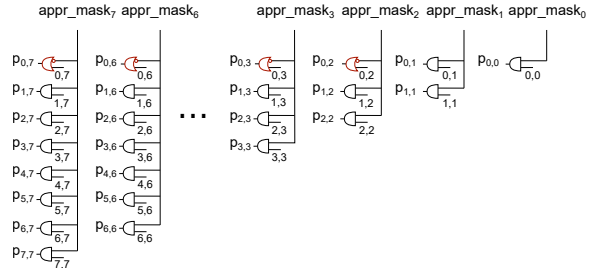 appr_mask7 appr_mask6 appr_mask3 appr_mask2 appr_mask1 appr_mask0
p0,7 p0,6 p0,3 p0,2 p0,1 p0,0
0,7 0,6 0,3 0,2 0,1 0,0
p1,7 p1,6 p1,3 p1,2 p1,1
1,7 1,6 1,3 1,2 1,1
p2,7 p2,6 ... p2,3 p2,2
2,7 2,6 2,3 2,2
p3,7 p3,6 p3,3
3,7 3,6 3,3
p4,7 p4,6
4,7 4,6
p5,7 p5,6
5,7 5,6
p6,7 p6,6
6,7 6,6
p7,7
7,7